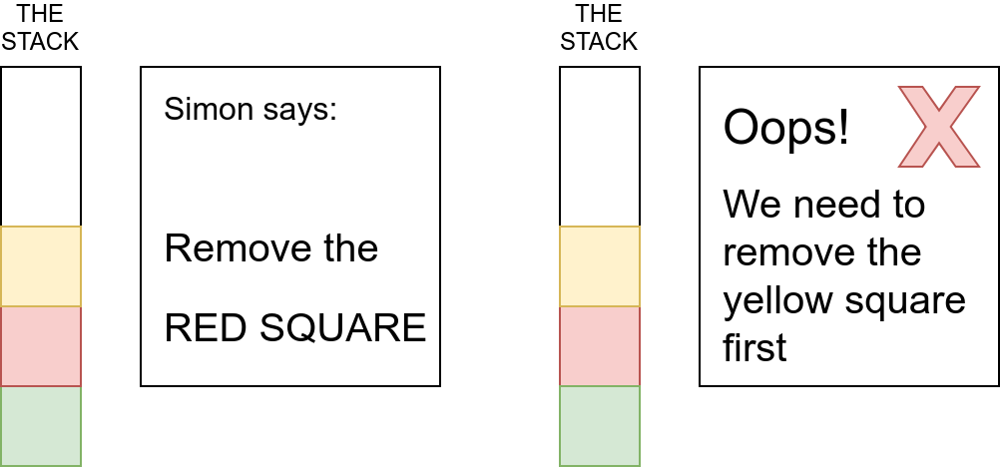 THE
STACK
Simon says:
Remove the
RED SQUARE
THE
STACK
Oops!
We need to
remove the
yellow square
first